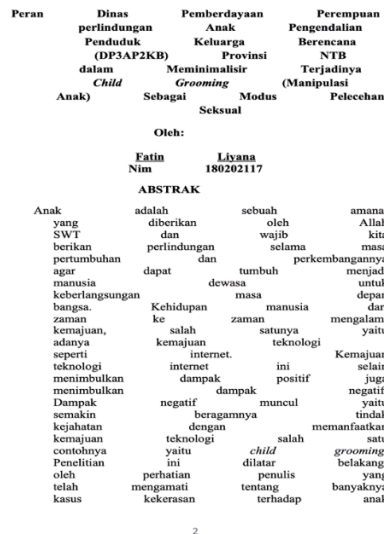 Peran Dinas Pemberdayaan Perempuan
perlindungan Anak Pengendalian
Penduduk Keluarga Berencana
(DP3AP2KB) Provinsi NTB
dalam Meminimalisir Terjadinya
Child Grooming (Manipulasi
Anak) Sebagai Modus Pelecehan
Seksual
Oleh:
Fatin Liyana
Nim 180202117
ABSTRAK
Anak adalah sebuah amana
yang diberikan oleh Allah
SWT dan wajib kita
berikan perlindungan selama masa
pertumbuhan dan perkembangannya
agar dapat tumbuh menjad
manusia dewasa untuk
keberlangsungan masa depan
bangsa. Kehidupan manusia dari
zaman ke zaman mengalam
kemajuan, salah satunya yaitu
adanya kemajuan teknologi
seperti internet. Kemajuan
teknologi internet ini selain
menimbulkan dampak positif juga
menimbulkan dampak negatif.
Dampak negatif muncul yaitu
semakin beragamnya tindak
kejahatan dengan memanfaatkan
kemajuan teknologi salah satu
contohnya yaitu child grooming
Penelitian ini dilatar belakang
oleh perhatian penulis yang
telah mengamati tentang banyaknya
kasus kekerasan terhadap anak
2